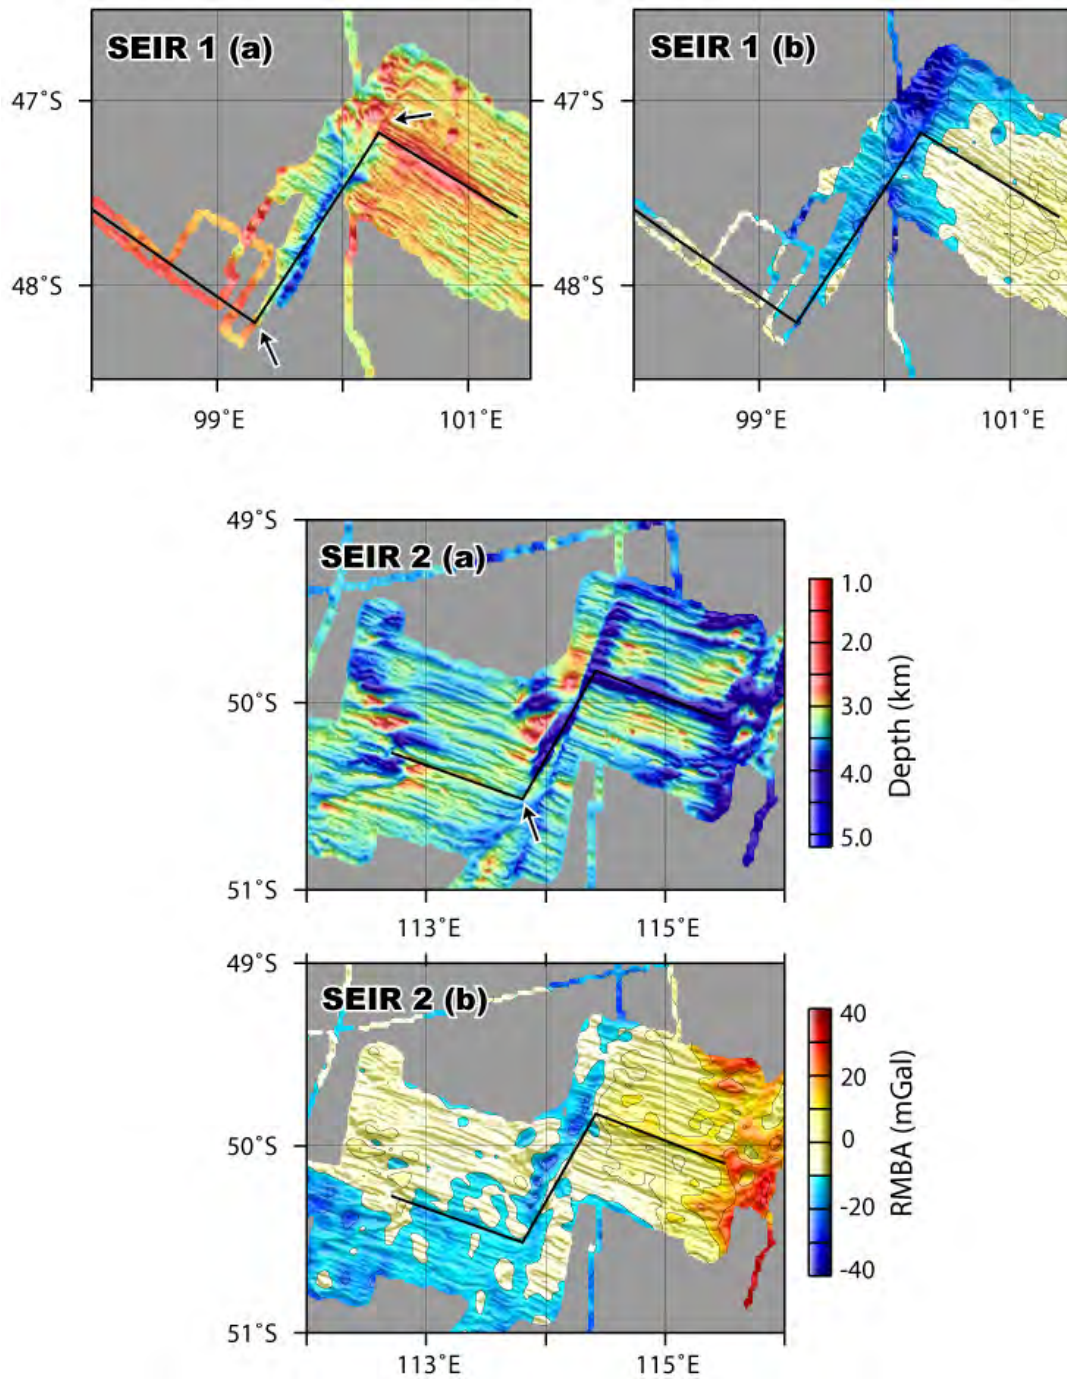 SEIR 1 (a)
SEIR 1 (b)
47°S
47°S
48°S
48°S
99°E
101°E
99°E
101°E
49°S
SEIR 2 (a)
50°S
51°S
113°E
115°E
1.0
2.0
3.0
4.0
5.0
Depth (km)
49°S
SEIR 2 (b)
50°S
51°S
113°E
115°E
40
20
0
-20
-40
RMBA (mGal)